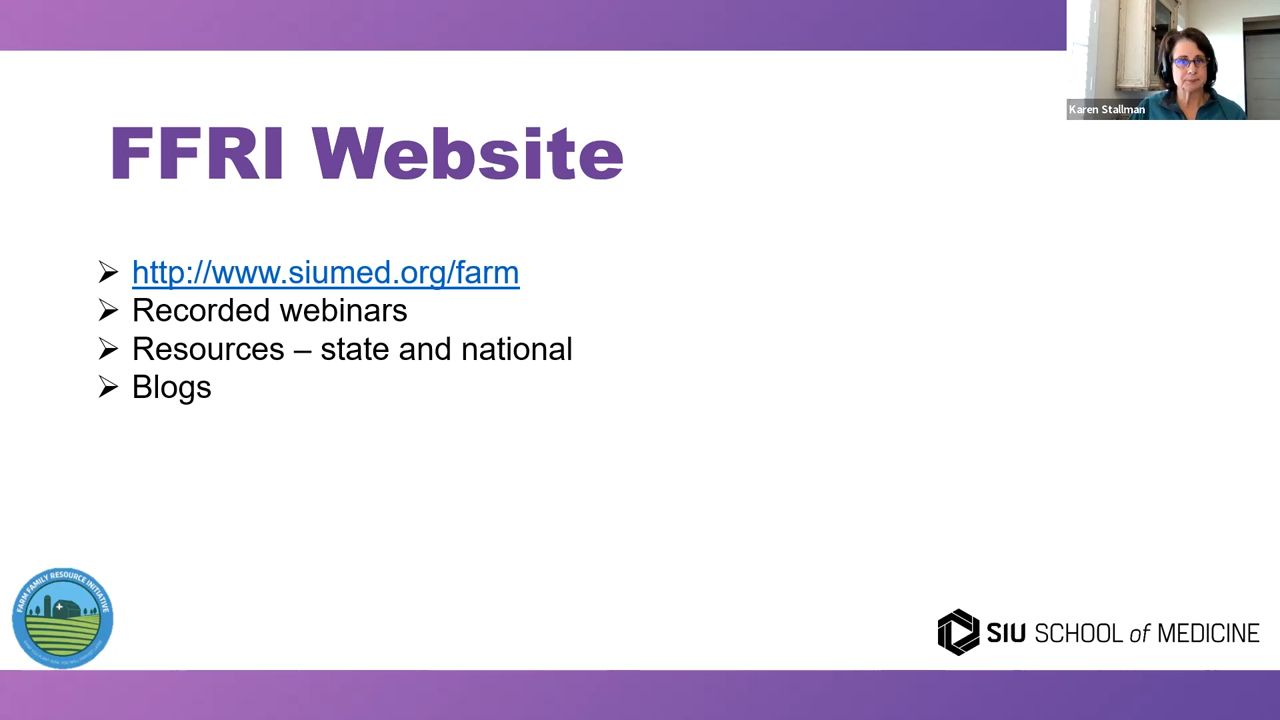 Karen Stallman
FFRI Website
http://www.siumed.org/farm
Recorded webinars
Resources – state and national
Blogs
FARM FAMILY RESOURCE INITIATIVE
SIU SCHOOL of MEDICINE